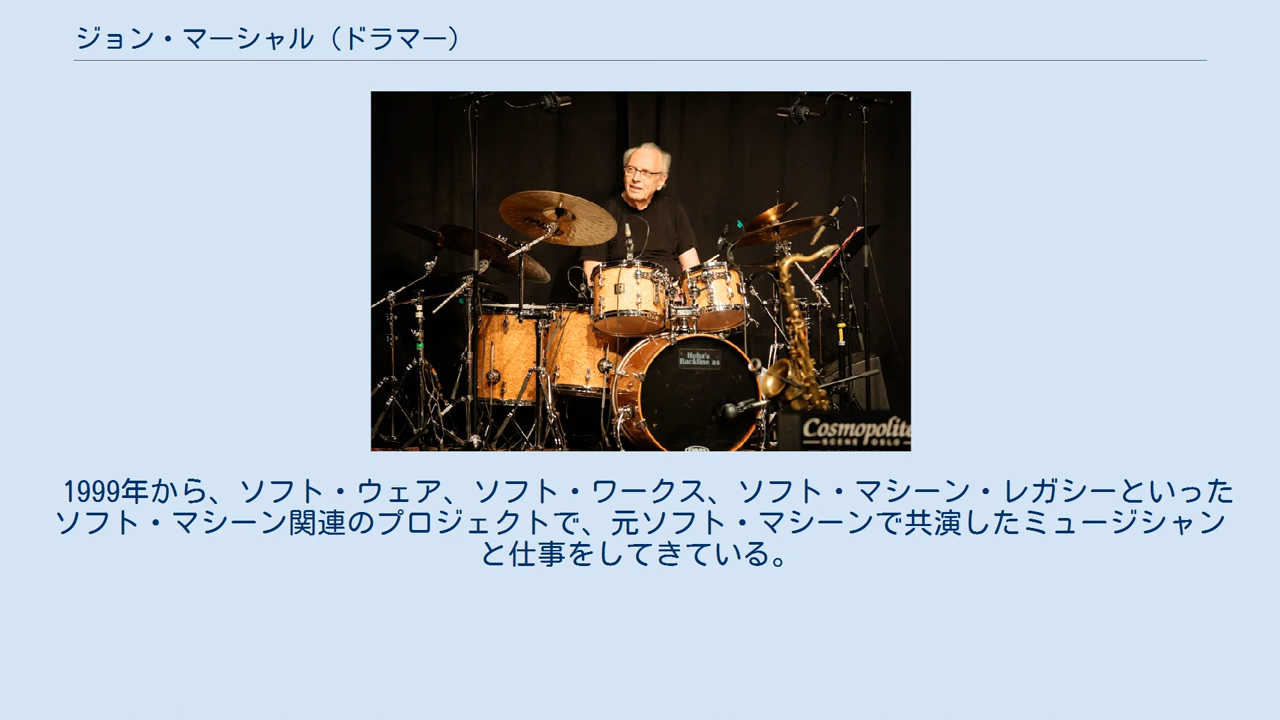 ジョン・マーシャル（ドラマー）
Hoba's
Backline as
Cosmopolite
SCENE OSLO
1999年から、ソフト・ウェア、ソフト・ワークス、ソフト・マシーン・レガシーといった
ソフト・マシーン関連のプロジェクトで、元ソフト・マシーンで共演したミュージシャン
と仕事をしてきている。